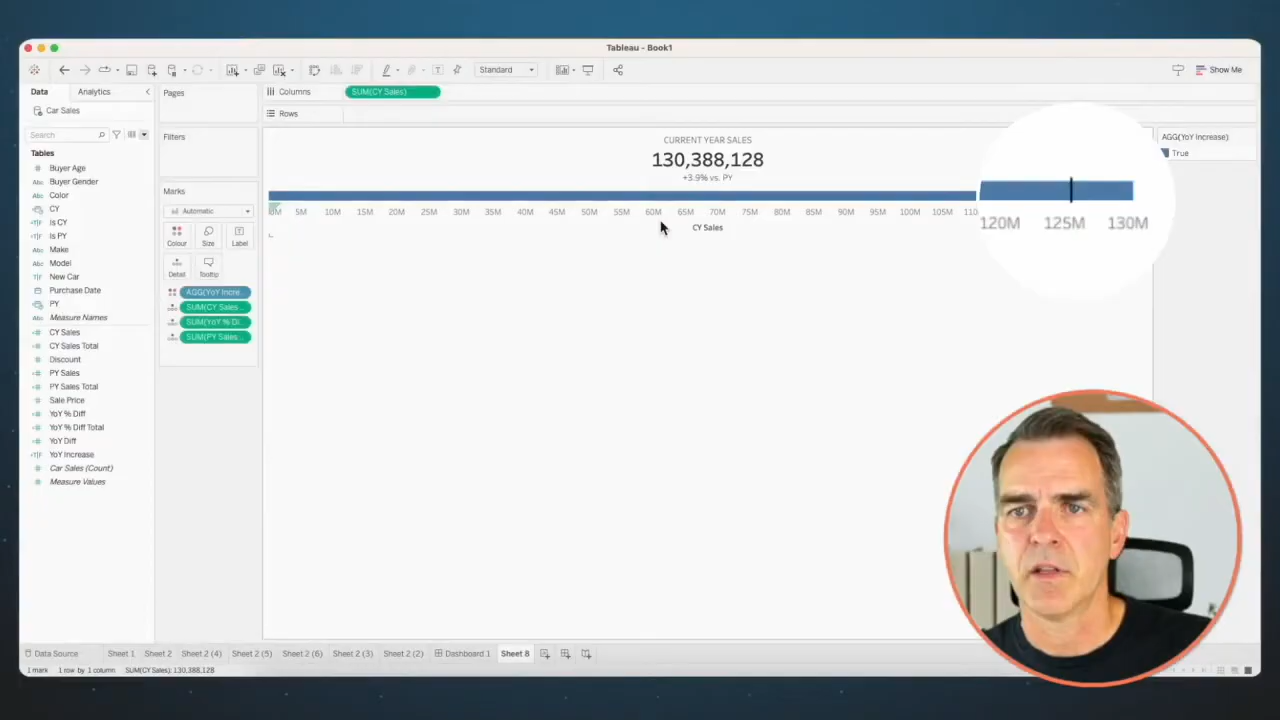 Tableau - Book1
Standard
Show Me
Data
Analytics
Car Sales
Search
Tables
# Buyer Age
Abc Buyer Gender
Abc Color
CY
=T|F Is CY
=T|F Is PY
Abc Make
Abc Model
=T|F New Car
Purchase Date
PY
Abc Measure Names
=# CY Sales
=# CY Sales Total
# Discount
=# PY Sales
=# PY Sales Total
# Sale Price
=# YoY % Diff
=# YoY % Diff Total
=# YoY Diff
=T|F YoY Increase
# Car Sales (Count)
# Measure Values
Pages
Filters
Marks
Automatic
Colour
Size
Label
Detail
Tooltip
AGG(YoY Incre..
SUM(CY Sales ..
SUM(YoY % Di..
SUM(PY Sales ..
Columns
SUM(CY Sales)
Rows
CURRENT YEAR SALES
130,388,128
+3.9% vs. PY
0M 5M 10M 15M 20M 25M 30M 35M 40M 45M 50M 55M 60M 65M 70M 75M 80M 85M 90M 95M 100M 105M 110 120M 125M 130M
CY Sales
AGG(YoY Increase)
True
Data Source
Sheet 1
Sheet 2
Sheet 2 (4)
Sheet 2 (5)
Sheet 2 (6)
Sheet 2 (3)
Sheet 2 (2)
Dashboard 1
Sheet 8
1 mark 1 row by 1 column SUM(CY Sales): 130,388,128